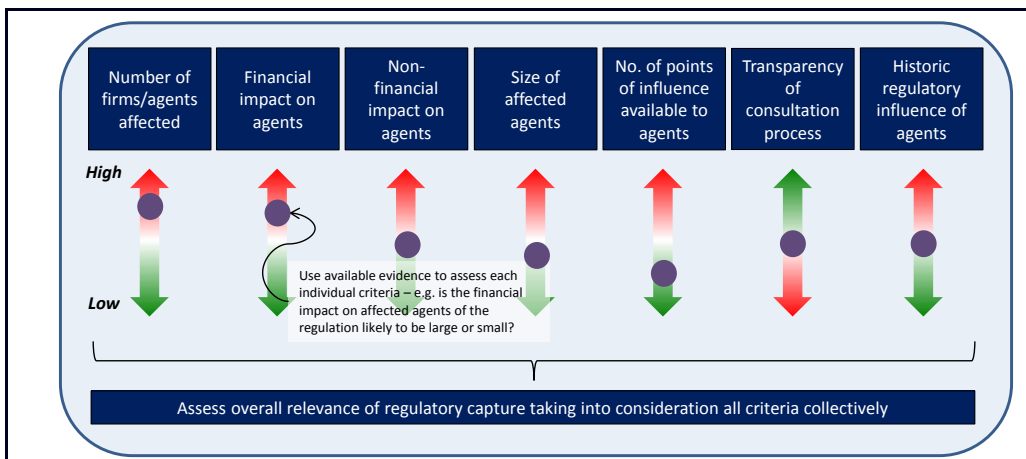 Number of
firms/agents
affected
Financial
impact on
agents
Non-
financial
impact on
agents
Size of
affected
agents
No. of points
of influence
available to
agents
Transparency
of
consultation
process
Historic
regulatory
influence of
agents
High
Low
Use available evidence to assess each
individual criteria – e.g. is the financial
impact on affected agents of the
regulation likely to be large or small?
Assess overall relevance of regulatory capture taking into consideration all criteria collectively